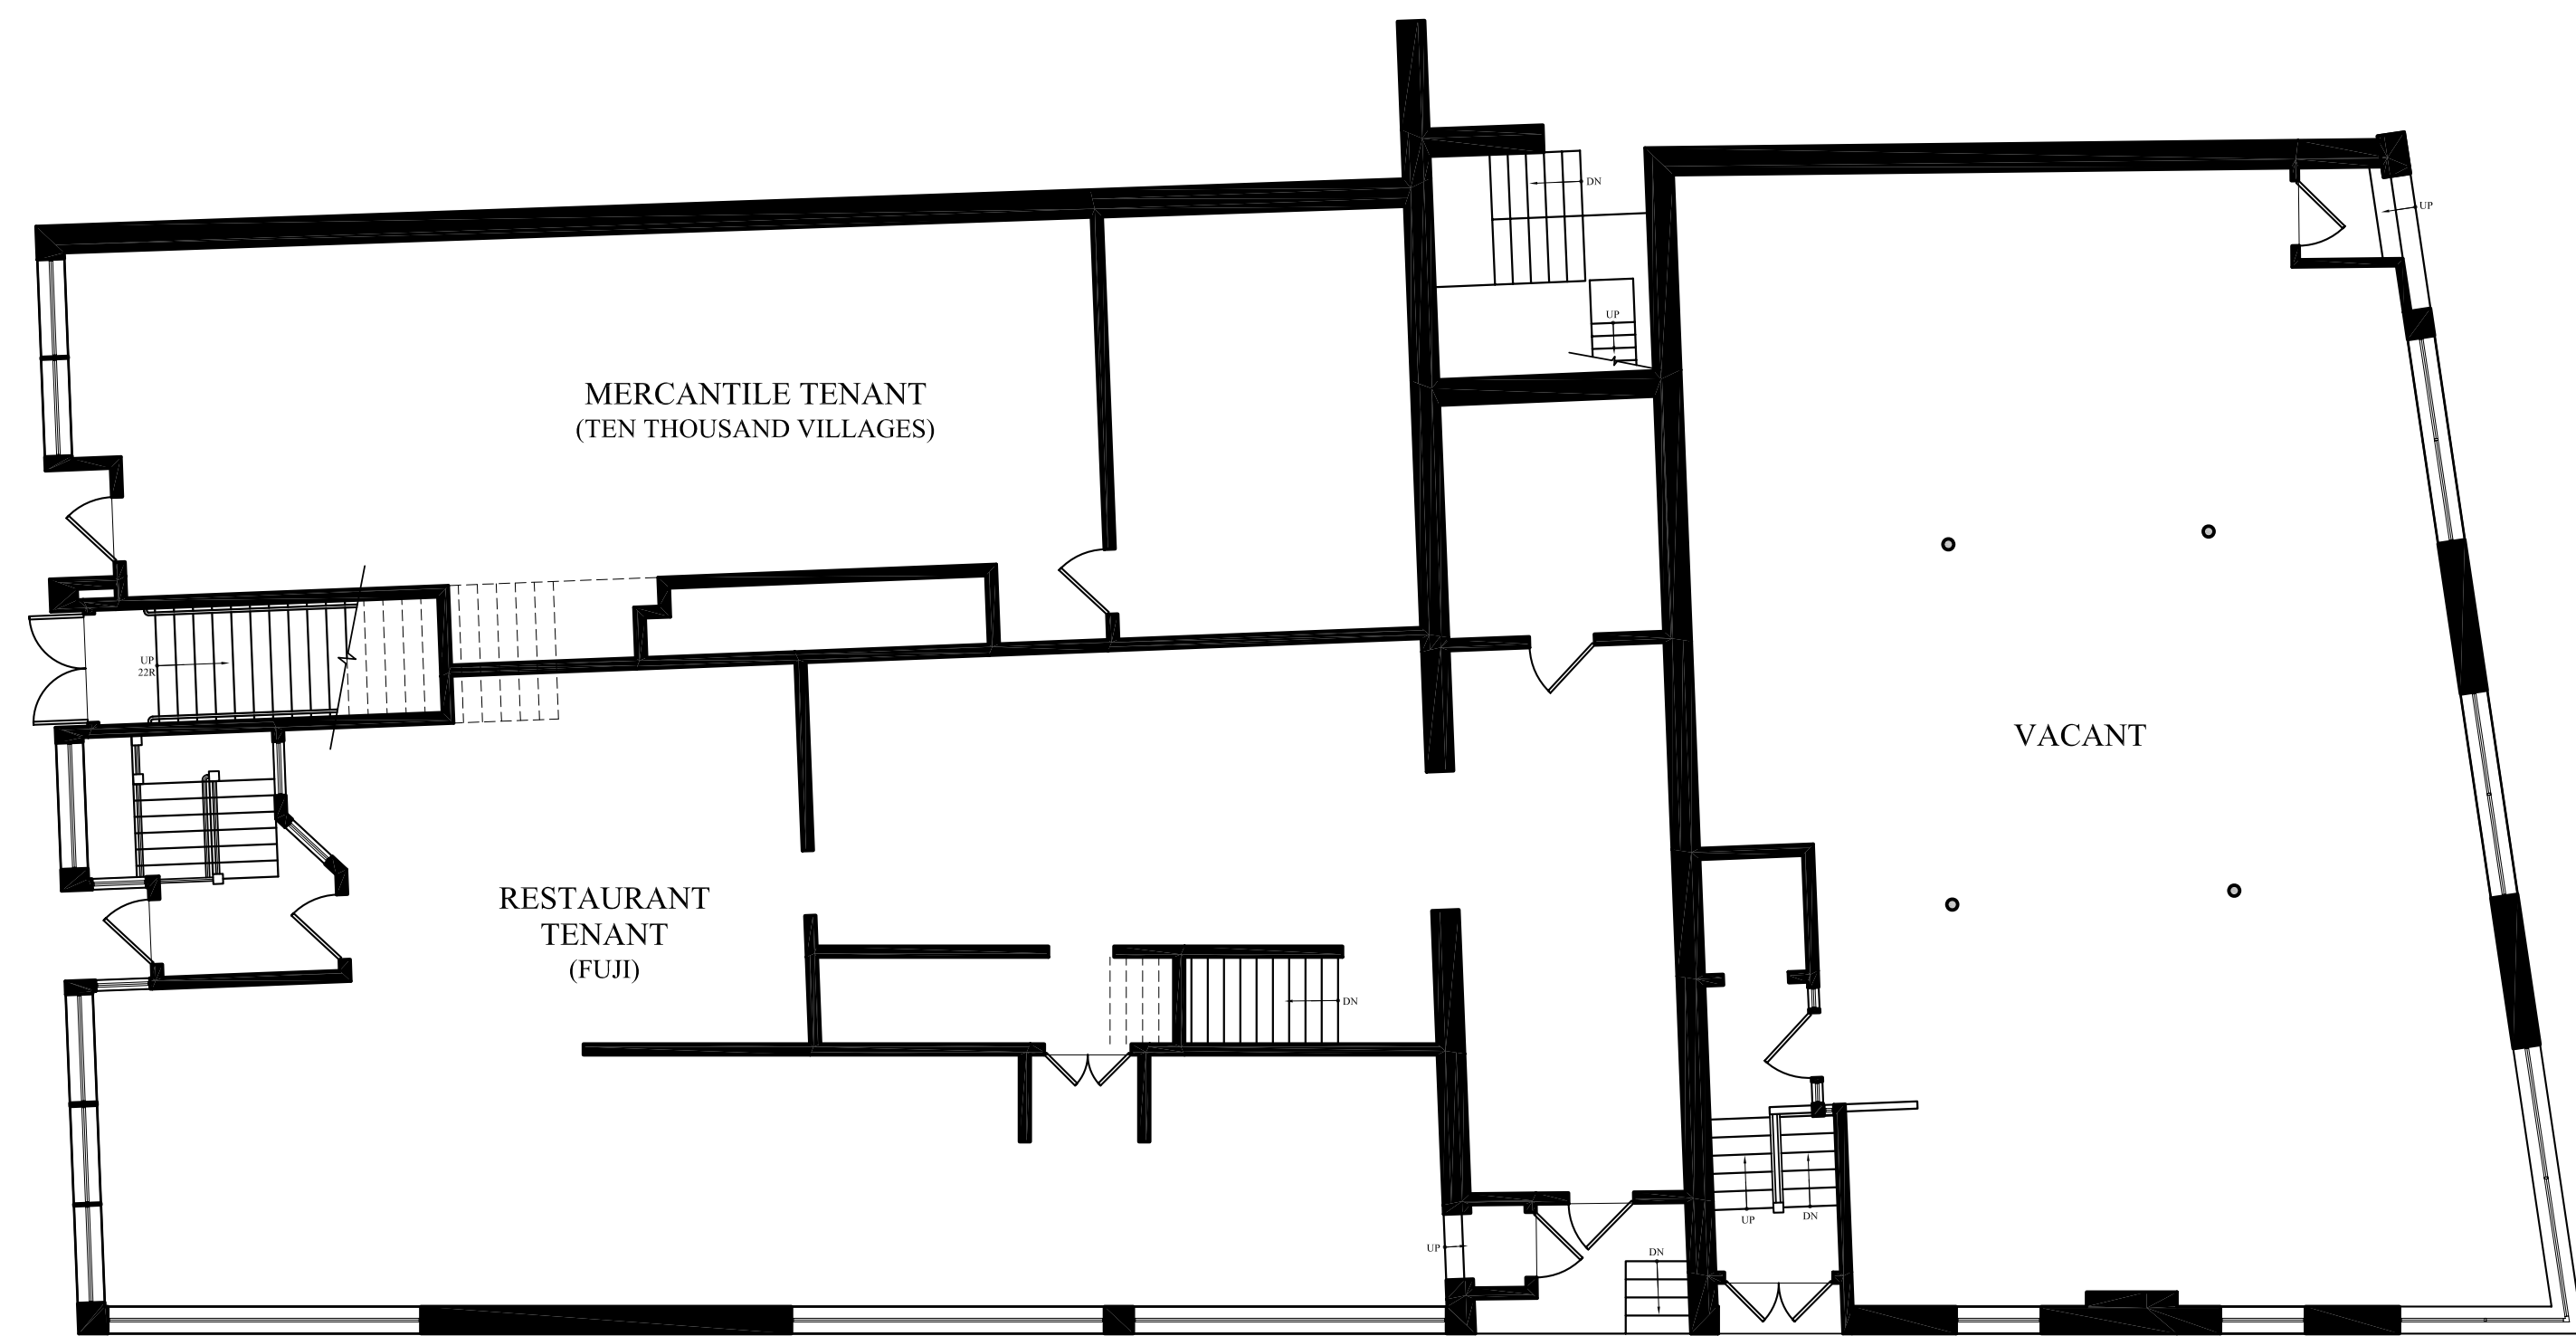 DN
UP
UP
MERCANTILE TENANT
(TEN THOUSAND VILLAGES)
UP
22R
VACANT
RESTAURANT
TENANT
(FUJI)
DN
UP
DN
UP
DN